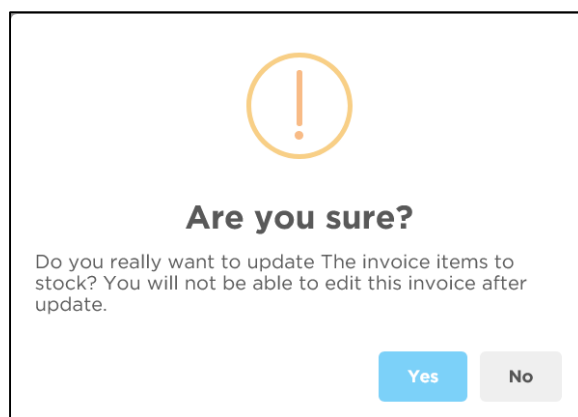 Are you sure?
Do you really want to update The invoice items to
stock? You will not be able to edit this invoice after
update.
Yes
No